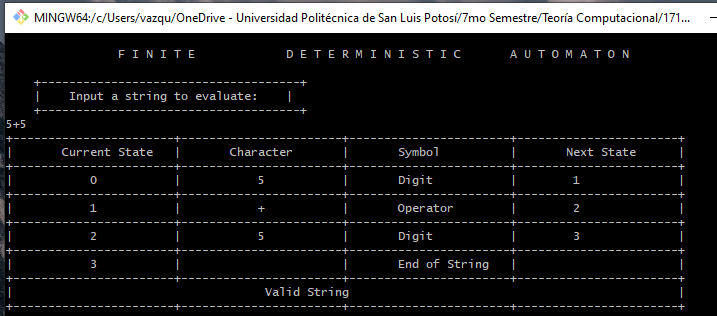 MINGW64:/c/Users/vazqu/OneDrive - Universidad Politécnica de San Luis Potosí/7mo Semestre/Teoría Computacional/171...
F I N I T E D E T E R M I N I S T I C A U T O M A T O N
+-----------------------------------+
| Input a string to evaluate: |
+-----------------------------------+
5+5
| Current State | Character | Symbol | Next State |
| 0 | 5 | Digit | 1 |
| 1 | + | Operator | 2 |
| 2 | 5 | Digit | 3 |
| 3 | | End of String | |
| Valid String |